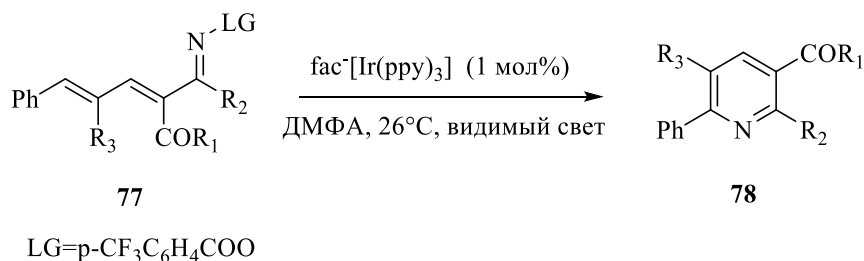 LG
N
Ph
R₂
R₃
COR₁
fac⁻[Ir(ppy)₃] (1 мол%)
ДМФА, 26°C, видимый свет
R₃
COR₁
Ph
N
R₂
77
78
LG=p-CF₃C₆H₄COO